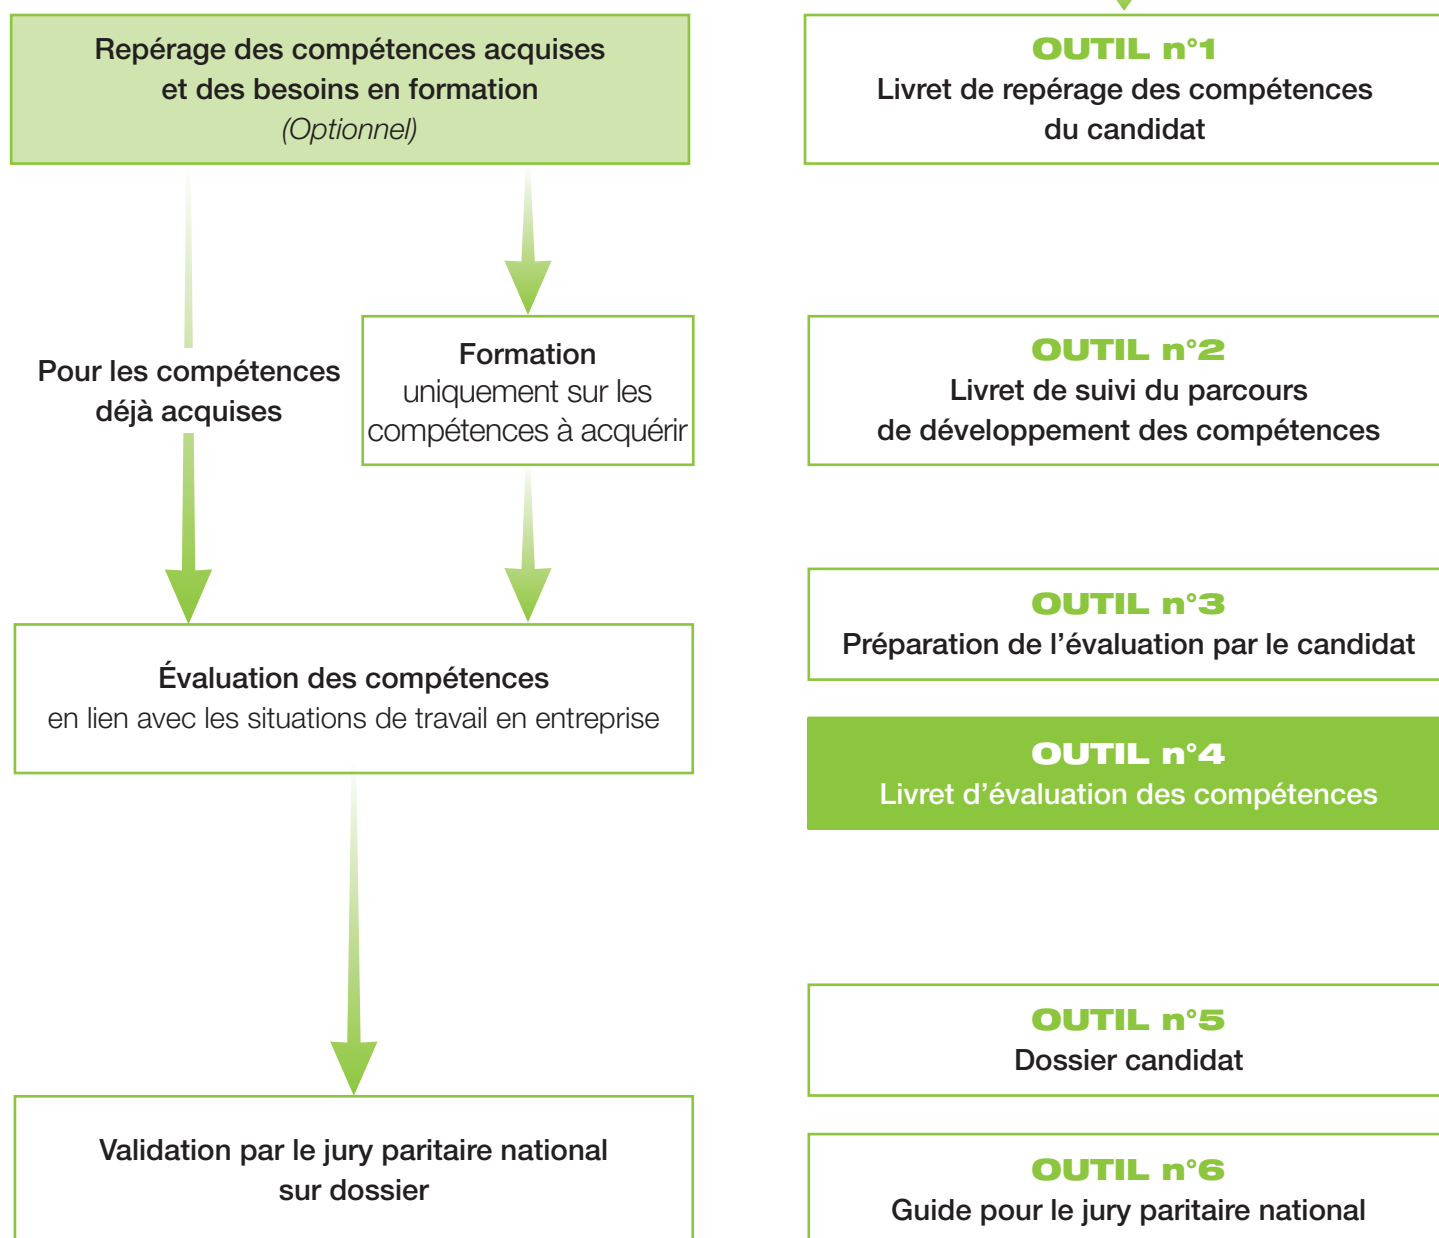 Repérage des compétences acquises
et des besoins en formation
(Optionnel)
OUTIL n°1
Livret de repérage des compétences
du candidat
Pour les compétences
déjà acquises
Formation
uniquement sur les
compétences à acquérir
OUTIL n°2
Livret de suivi du parcours
de développement des compétences
Évaluation des compétences
en lien avec les situations de travail en entreprise
OUTIL n°3
Préparation de l’évaluation par le candidat
OUTIL n°4
Livret d’évaluation des compétences
OUTIL n°5
Dossier candidat
Validation par le jury paritaire national
sur dossier
OUTIL n°6
Guide pour le jury paritaire national